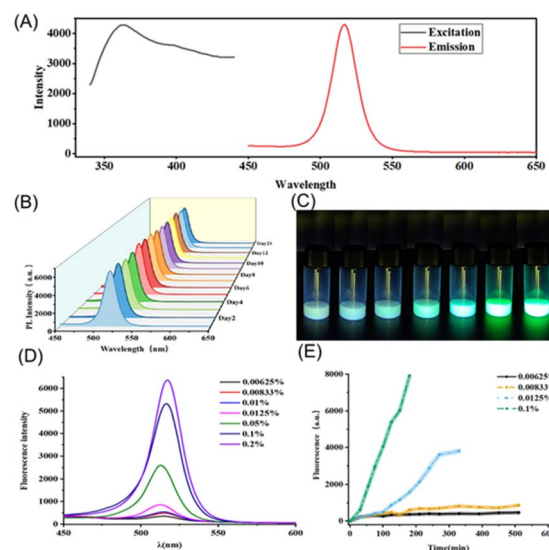 (A)
4000
3000
2000
1000
0
Intensity
Excitation
Emission
350
400
450
500
550
600
650
Wavelength
(B)
PL Intensity (a.u.)
6000
4000
2000
0
450
500
550
600
650
Wavelength (nm)
Day2
Day4
Day6
Day8
Day10
Day12
Day21
(C)
(D)
Fluorescence intensity
6000
5000
4000
3000
2000
1000
0
450
500
550
600
λ(nm)
0.00625%
0.00833%
0.01%
0.0125%
0.05%
0.1%
0.2%
(E)
Fluorescence (a.u.)
8000
6000
4000
2000
0
0
100
200
300
400
500
Time(min)
0.00625%
0.00833%
0.0125%
0.1%